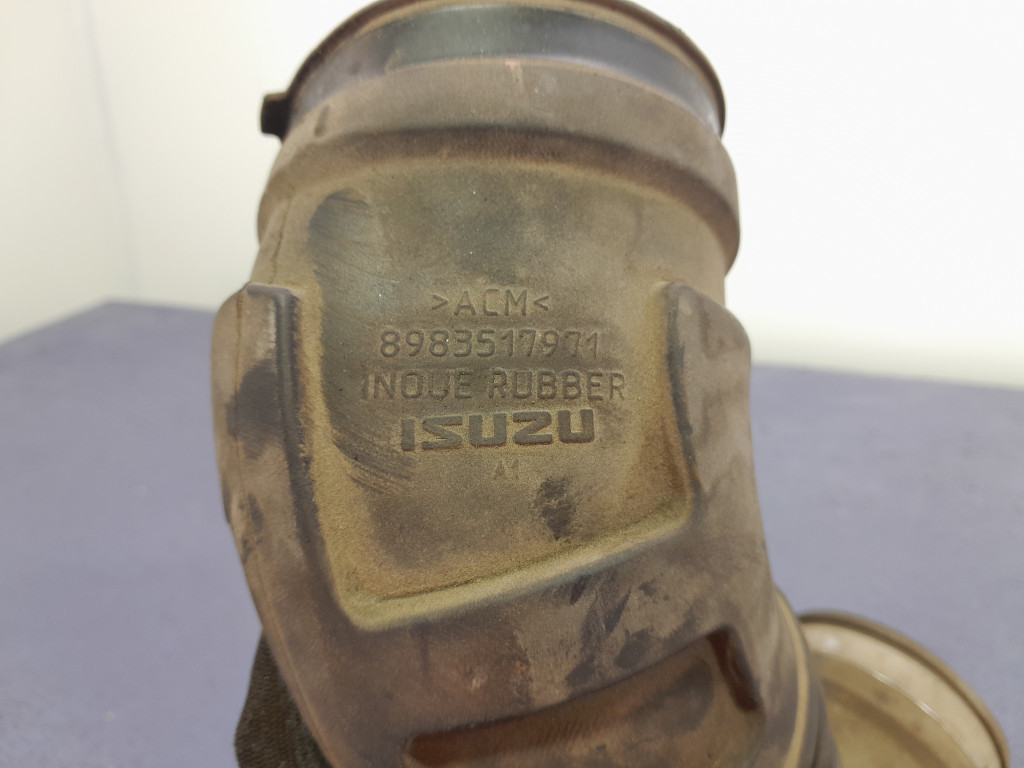 >ACM<
8983517971
INOUE RUBBER
ISUZU
A1